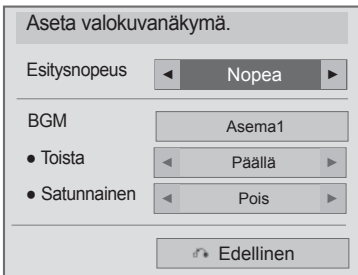 Aseta valokuvanäkymä.
Esitysnopeus ◄ Nopea ►
BGM Asema1
• Toista ◄ Päällä ►
• Satunnainen ◄ Pois ►
Edellinen